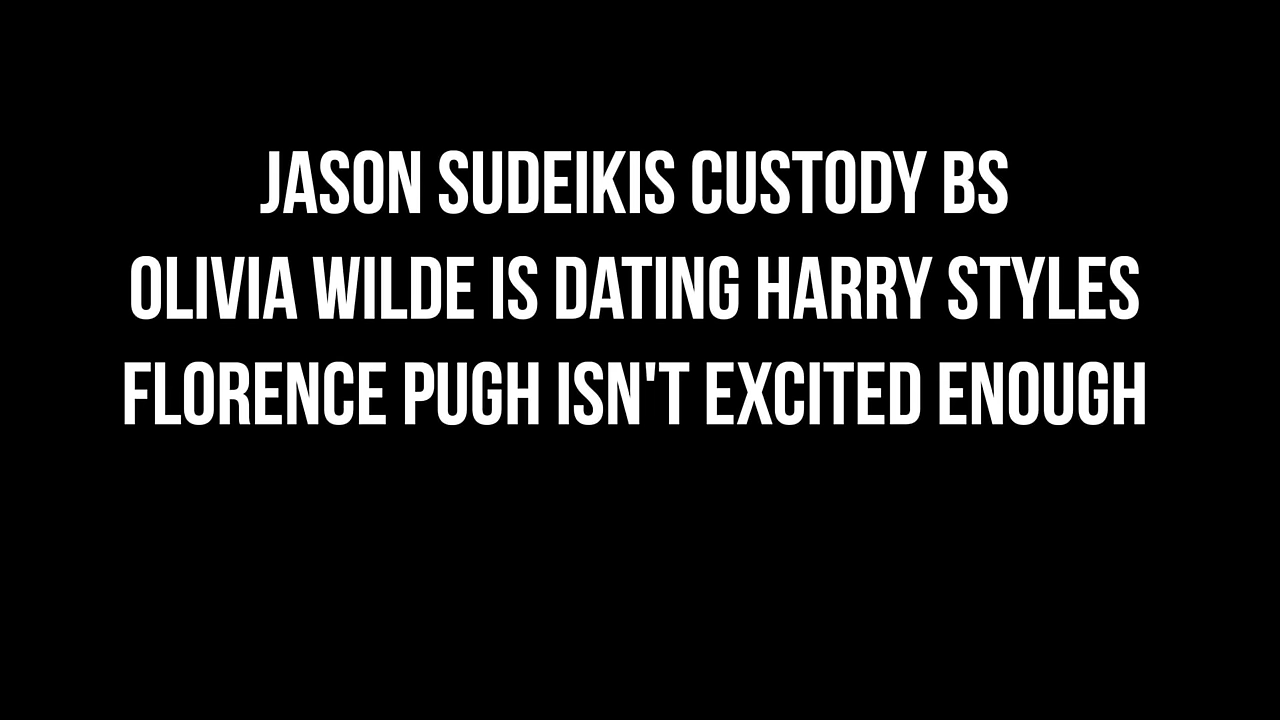 JASON SUDEIKIS CUSTODY BS
OLIVIA WILDE IS DATING HARRY STYLES
FLORENCE PUGH ISN'T EXCITED ENOUGH